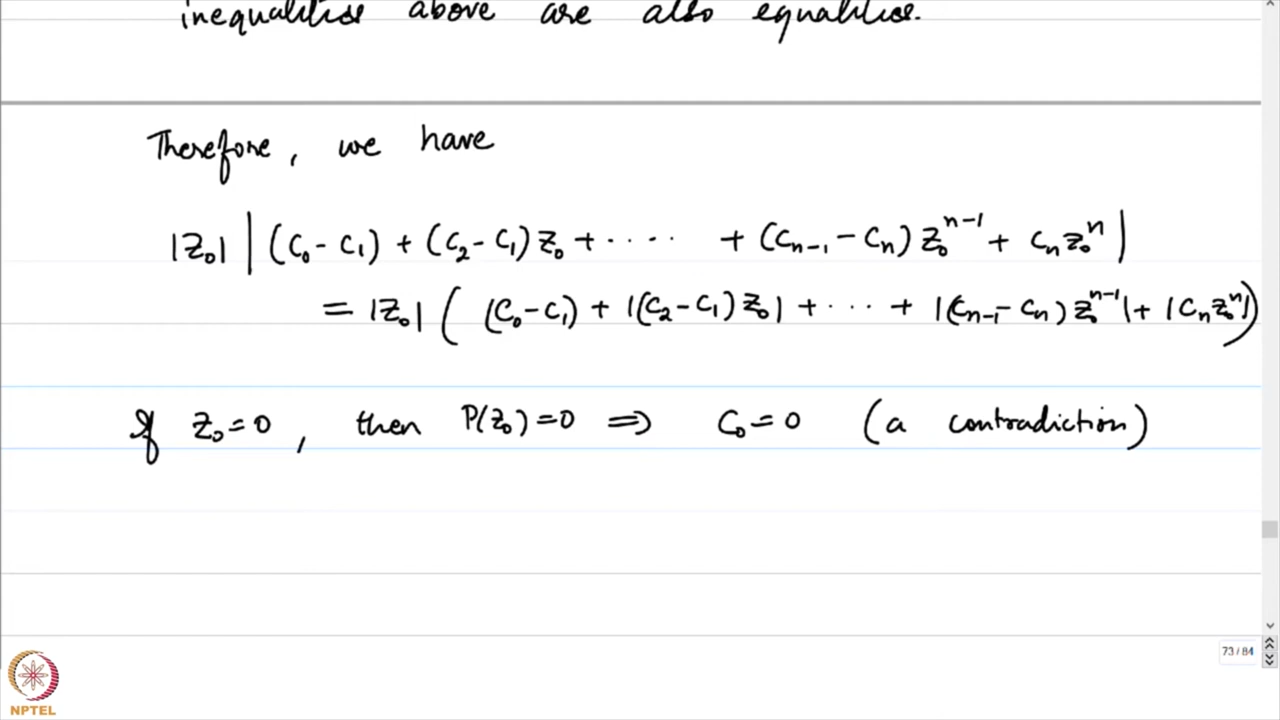 inequalities above are also equalities.
Therefore, we have
|Z₀| |(C₀ - C₁) + (C₂ - C₁) Z₀ + ···· + (Cₙ₋₁ - Cₙ) Z₀ⁿ⁻¹ + Cₙ Z₀ⁿ|
= |Z₀| ( |C₀ - C₁) + |(C₂ - C₁) Z₀| + ··· + |(Cₙ₋₁ - Cₙ) Z₀ⁿ⁻¹| + |Cₙ Z₀ⁿ| )
If Z₀ = 0, then P(Z₀) = 0 ⟹ C₀ = 0 (a contradiction)
73 / 84
NPTEL